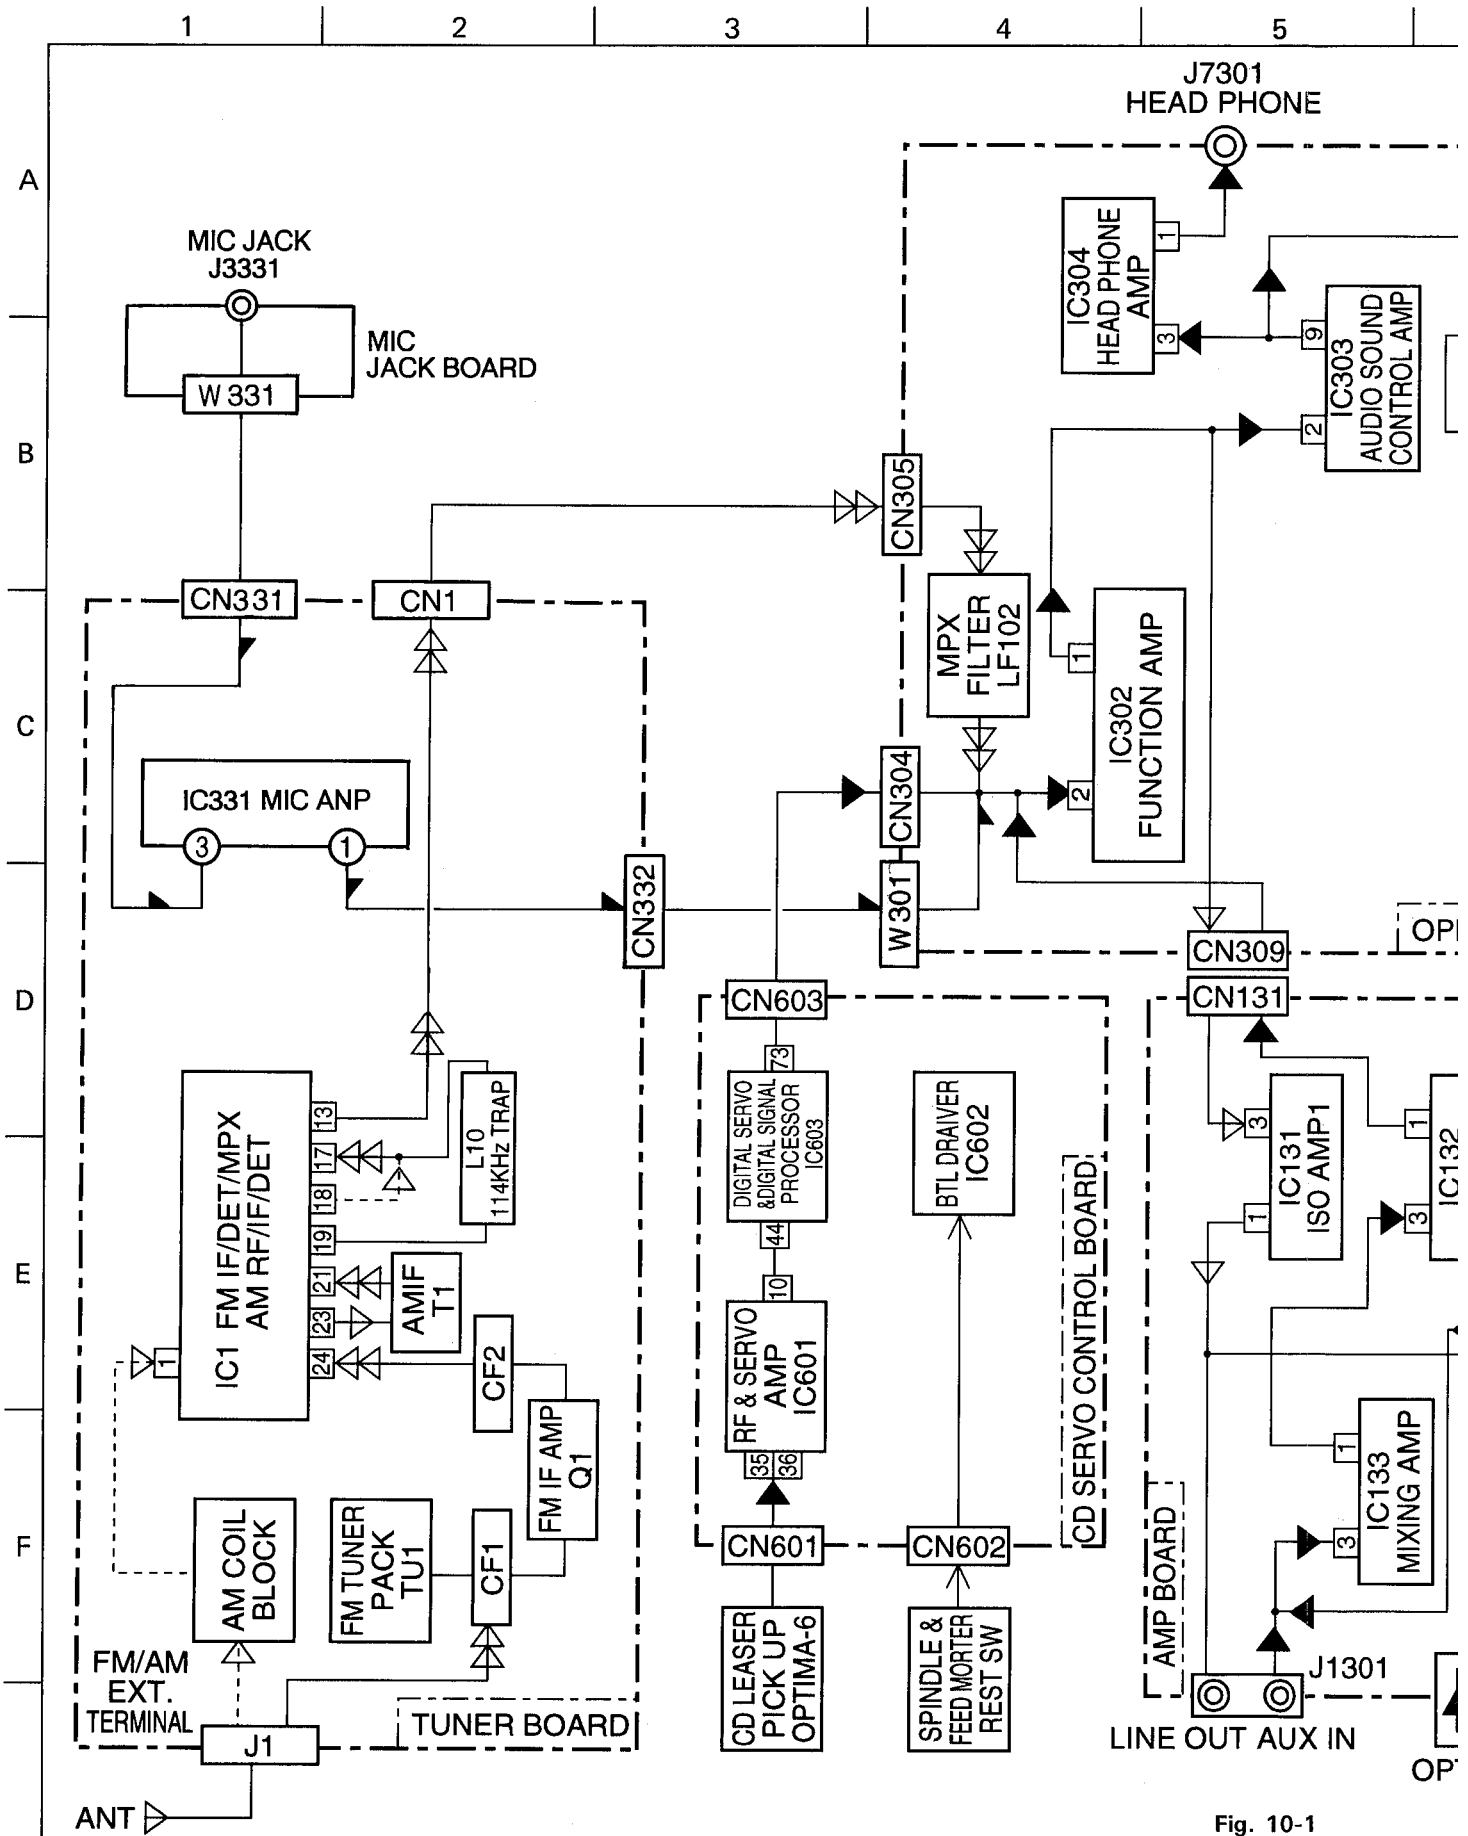 1 2 3 4 5
A
B
C
D
E
F
J7301
HEAD PHONE
MIC JACK
J3331
MIC
JACK BOARD
W331
CN331
CN1
IC331 MIC ANP
3
1
CN332
CN305
CN304
W301
MPX
FILTER
LF102
1
2
IC302
FUNCTION AMP
1
3
IC304
HEAD PHONE
AMP
9
2
IC303
AUDIO SOUND
CONTROL AMP
CN309
CN131
CN603
73
DIGITAL SERVO
&DIGITAL SIGNAL
PROCESSOR
IC603
44
10
RF & SERVO
AMP
IC601
35
36
CN601
CD LEASER
PICK UP
OPTIMA-6
BTL DRAIVER
IC602
CN602
SPINDLE &
FEED MORTER
REST SW
CD SERVO CONTROL BOARD
IC1 FM IF/DET/MPX
AM RF/IF/DET
13
17
18
19
21
23
24
1
L10
114KHz TRAP
AMIF
T1
CF2
FM IF AMP
Q1
CF1
FM TUNER
PACK
TU1
AM COIL
BLOCK
FM/AM
EXT.
TERMINAL
J1
TUNER BOARD
ANT
3
1
IC131
ISO AMP1
1
3
IC132
1
3
IC133
MIXING AMP
AMP BOARD
J1301
LINE OUT AUX IN
Fig. 10-1